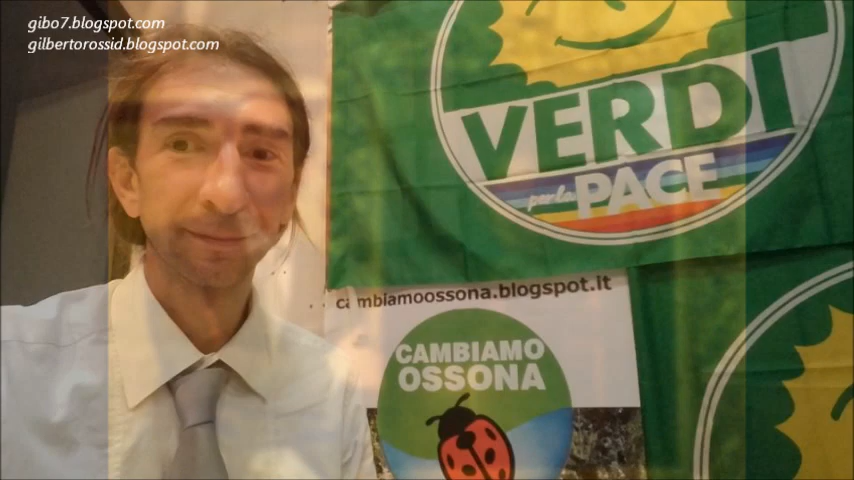 gibo7.blogspot.com
gilbertorossid.blogspot.com
VERDI
per la PACE
cambiamoossona.blogspot.it
CAMBIAMO
OSSONA